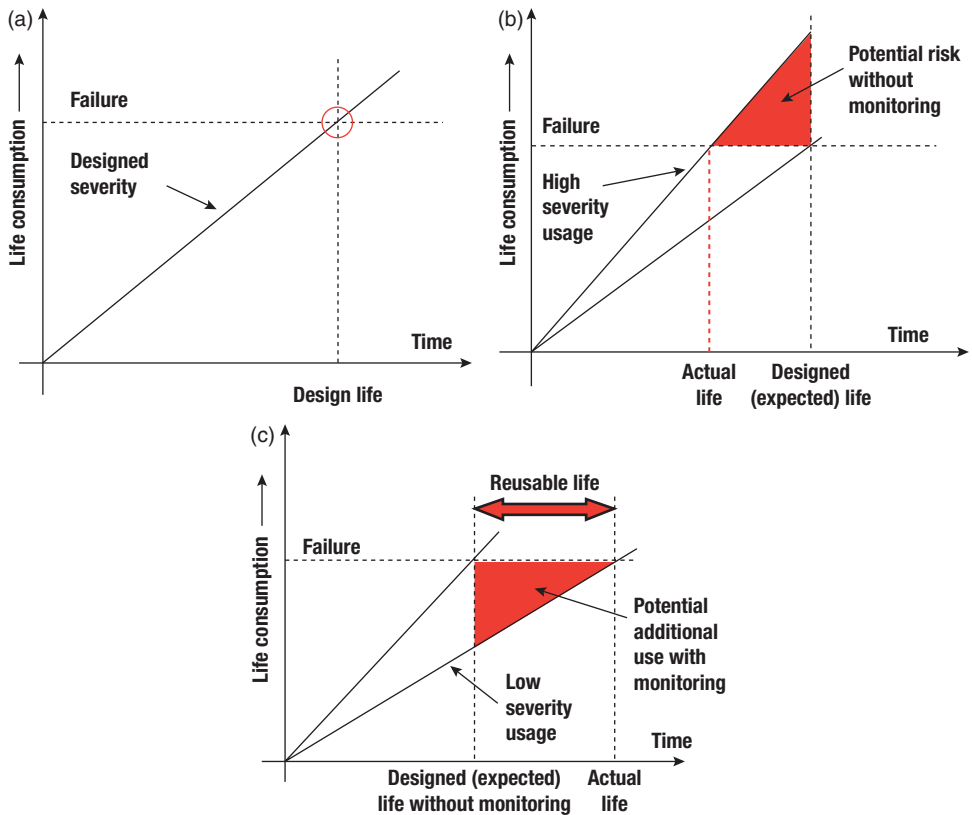 (a)
Life consumption
Failure
Designed
severity
Time
Design life
(b)
Life consumption
Potential risk
without
monitoring
Failure
High
severity
usage
Time
Actual
life
Designed
(expected) life
(c)
Life consumption
Reusable life
Failure
Potential
additional
use with
monitoring
Low
severity
usage
Time
Designed (expected)
life without monitoring
Actual
life